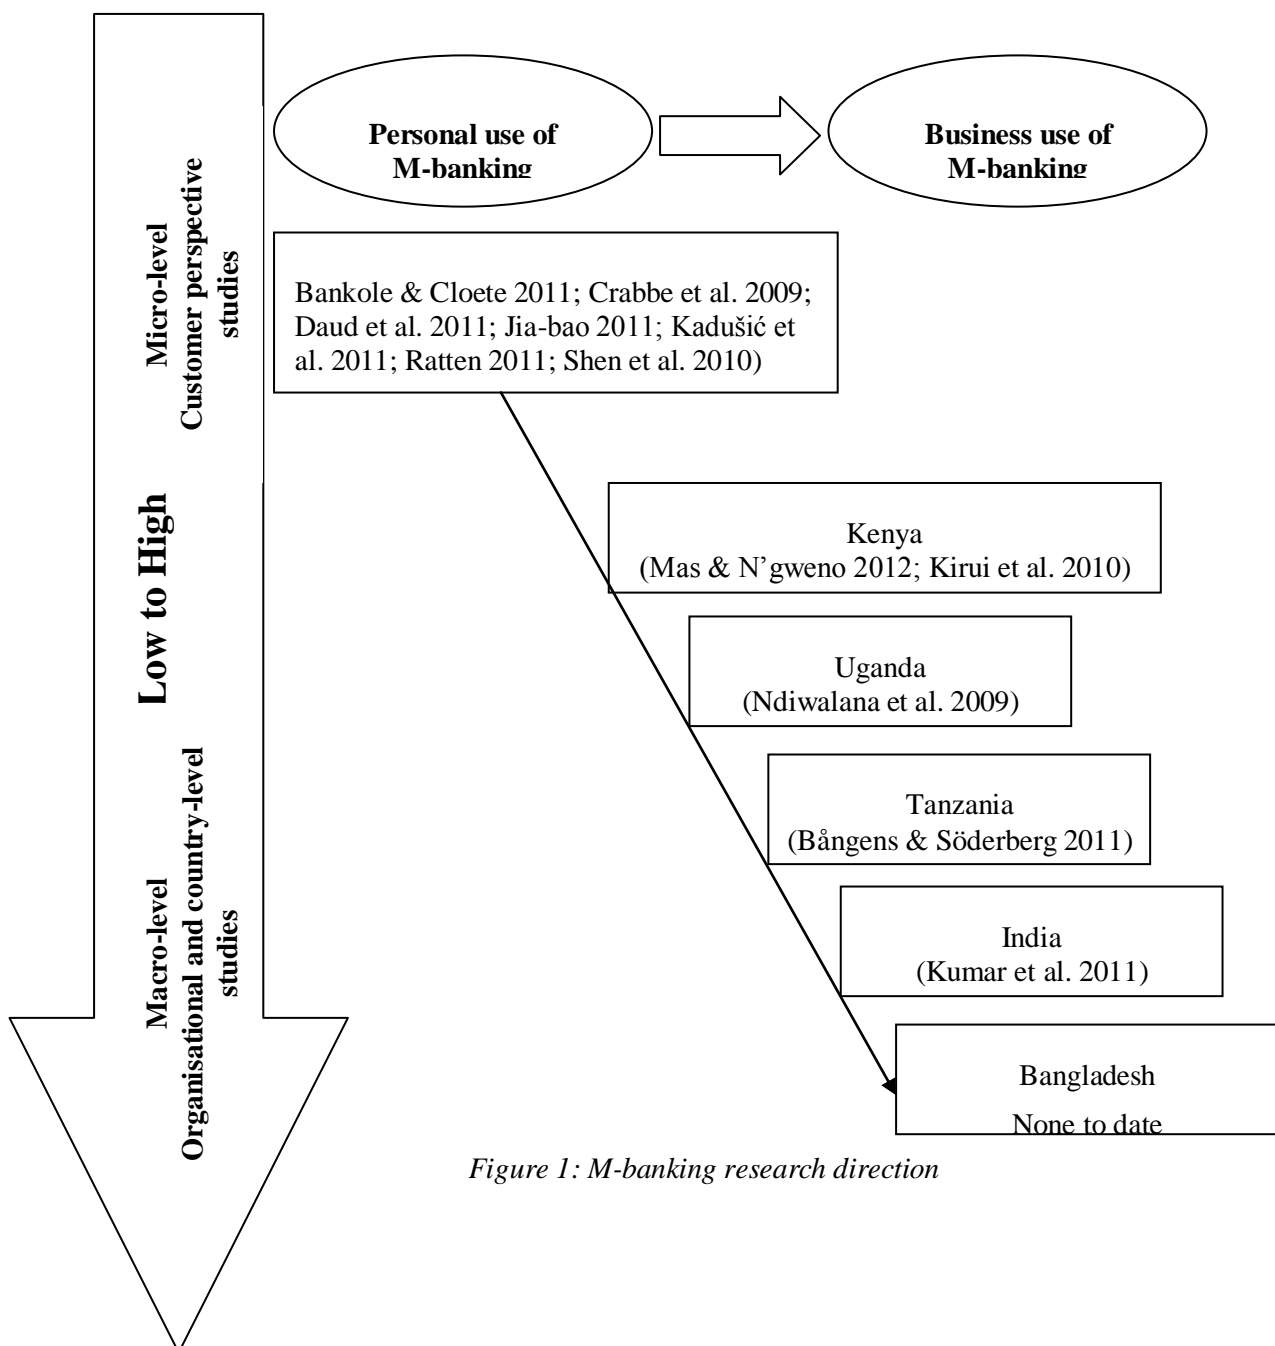 Personal use of
M-banking
Business use of
M-banking
Micro-level
Customer perspective
studies
Bankole & Cloete 2011; Crabbe et al. 2009;
Daud et al. 2011; Jia-bao 2011; Kadušić et
al. 2011; Ratten 2011; Shen et al. 2010)
Low to High
Kenya
(Mas & N’gweno 2012; Kirui et al. 2010)
Uganda
(Ndiwalana et al. 2009)
Tanzania
(Bångens & Söderberg 2011)
Macro-level
Organisational and country-level
studies
India
(Kumar et al. 2011)
Bangladesh
None to date
Figure 1: M-banking research direction